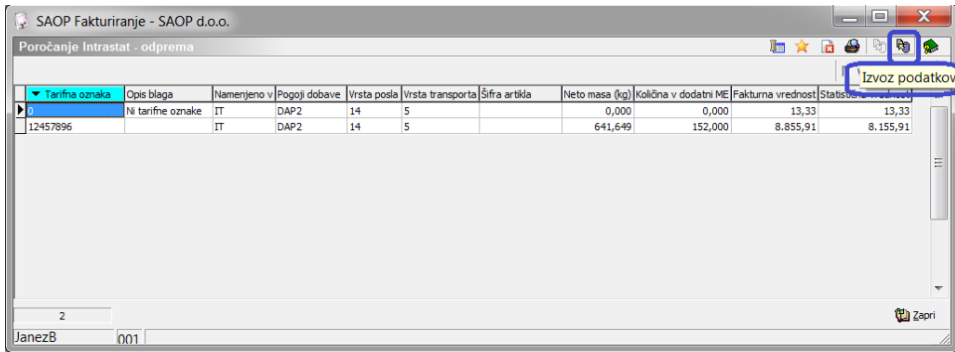 SAOP Fakturiranje - SAOP d.o.o.
Poročanje Intrastat - odprema
Izvoz podatkov
Tarifna oznaka Opis blaga Namenjeno v Pogoji dobave Vrsta posla Vrsta transporta Šifra artikla Neto masa (kg) Količina v dodatni ME Fakturna vrednost Statistična vrednost
0 Ni tarifne oznake IT DAP2 14 5 0,000 0,000 13,33 13,33
12457896 IT DAP2 14 5 641,649 152,000 8.855,91 8.155,91
2
Zapri
JanezB 001